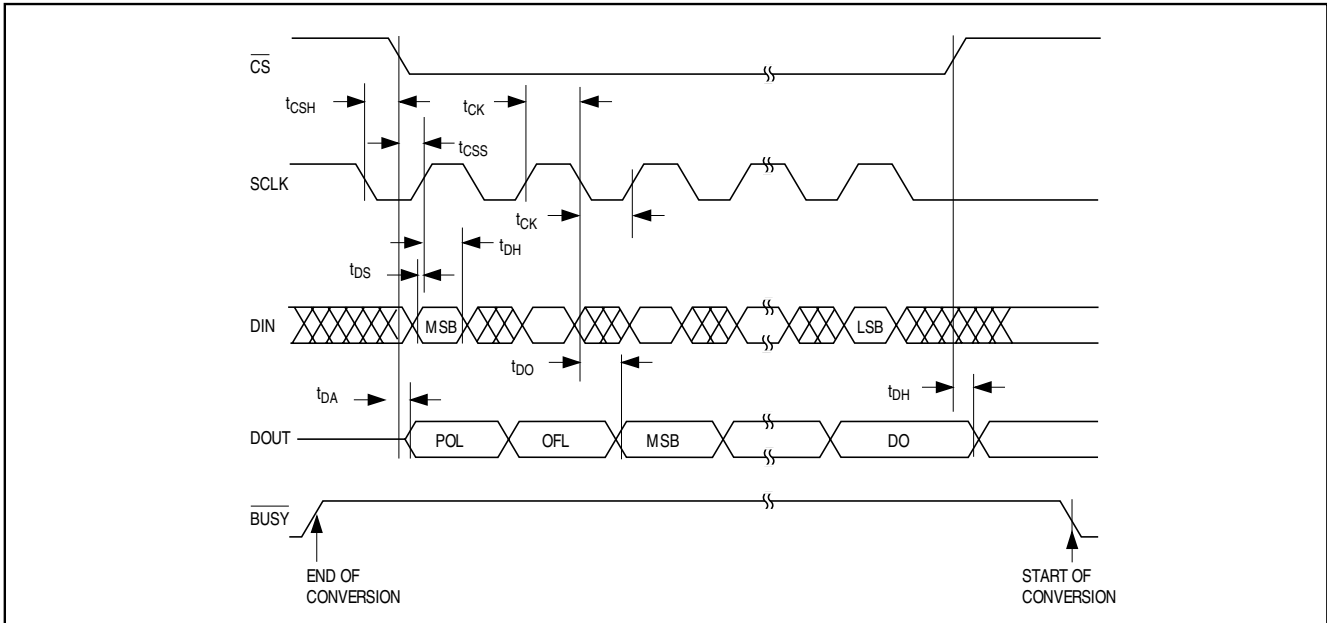 CS
tCSH
tCK
tCSS
SCLK
tCK
tDH
tDS
DIN
MSB
LSB
tDO
tDA
tDH
DOUT
POL
OFL
MSB
DO
BUSY
END OF
CONVERSION
START OF
CONVERSION